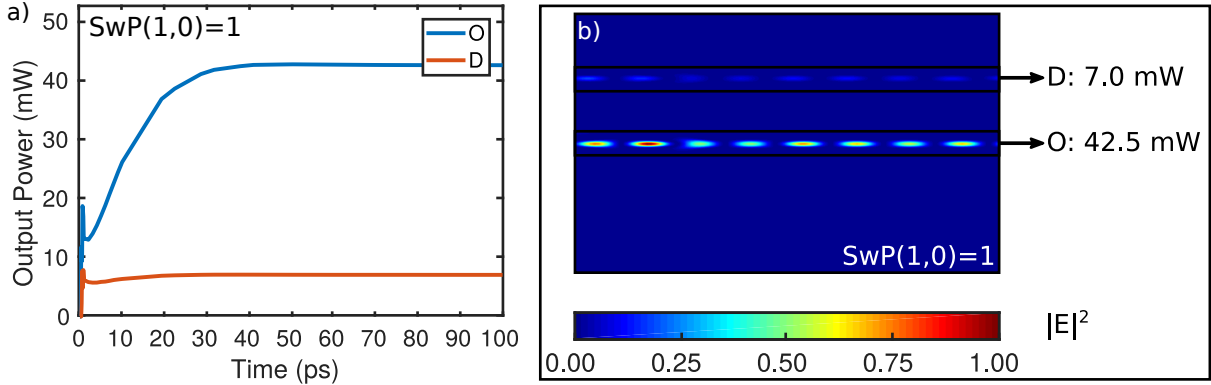 a)
SwP(1,0)=1
O
D
50
40
30
20
10
0
Output Power (mW)
0 10 20 30 40 50 60 70 80 90 100
Time (ps)
b)
D: 7.0 mW
O: 42.5 mW
SwP(1,0)=1
|E|²
0.00 0.25 0.50 0.75 1.00